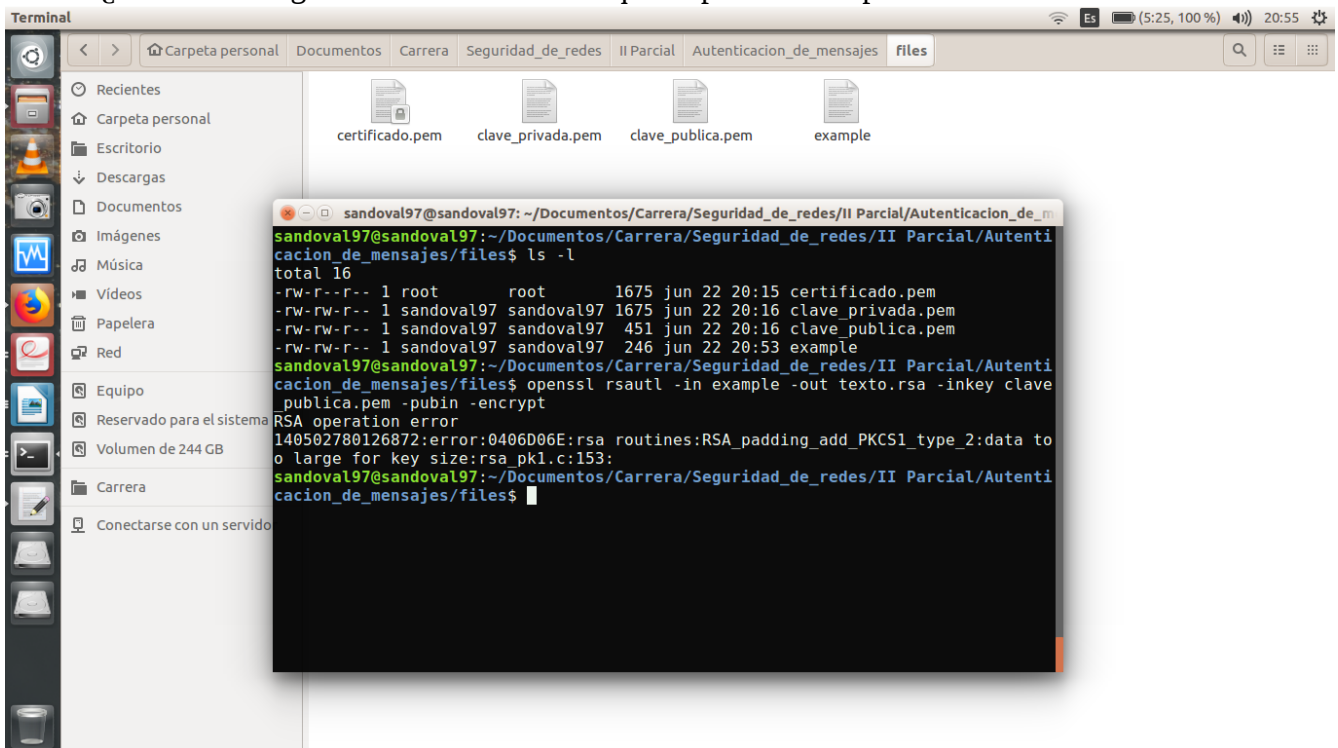 Terminal
Es (5:25, 100 %) 20:55
Carpeta personal Documentos Carrera Seguridad_de_redes II Parcial Autenticacion_de_mensajes files
Recientes
Carpeta personal
Escritorio
Descargas
Documentos
Imágenes
Música
Vídeos
Papelera
Red
Equipo
Reservado para el sistema
Volumen de 244 GB
Carrera
Conectarse con un servido
certificado.pem clave_privada.pem clave_publica.pem example
sandoval97@sandoval97: ~/Documentos/Carrera/Seguridad_de_redes/II Parcial/Autenticacion_de_m
sandoval97@sandoval97:~/Documentos/Carrera/Seguridad_de_redes/II Parcial/Autenti
cacion_de_mensajes/files$ ls -l
total 16
-rw-r--r-- 1 root root 1675 jun 22 20:15 certificado.pem
-rw-rw-r-- 1 sandoval97 sandoval97 1675 jun 22 20:16 clave_privada.pem
-rw-rw-r-- 1 sandoval97 sandoval97 451 jun 22 20:16 clave_publica.pem
-rw-rw-r-- 1 sandoval97 sandoval97 246 jun 22 20:53 example
sandoval97@sandoval97:~/Documentos/Carrera/Seguridad_de_redes/II Parcial/Autenti
cacion_de_mensajes/files$ openssl rsautl -in example -out texto.rsa -inkey clave
_publica.pem -pubin -encrypt
RSA operation error
140502780126872:error:0406D06E:rsa routines:RSA_padding_add_PKCS1_type_2:data to
o large for key size:rsa_pk1.c:153:
sandoval97@sandoval97:~/Documentos/Carrera/Seguridad_de_redes/II Parcial/Autenti
cacion_de_mensajes/files$